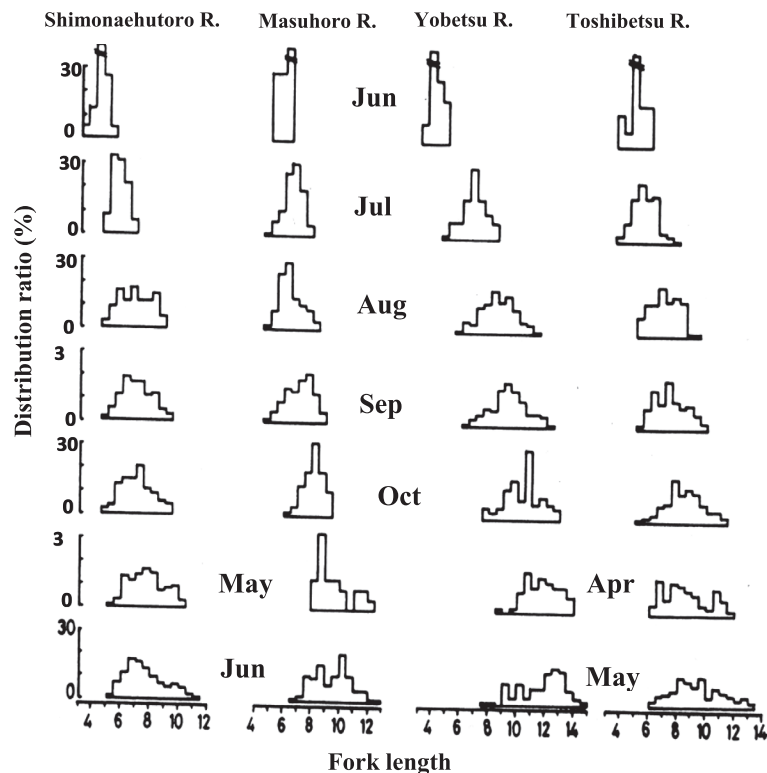 Shimonaehutoro R. Masuhoro R. Yobetsu R. Toshibetsu R.
30
0
Jun
30
0
Jul
30
0
Aug
3
0
Sep
30
0
Oct
3
0
May Apr
30
0
Jun May
4 6 8 10 12 4 6 8 10 12 4 6 8 10 12 14 4 6 8 10 12 14
Distribution ratio (%)
Fork length